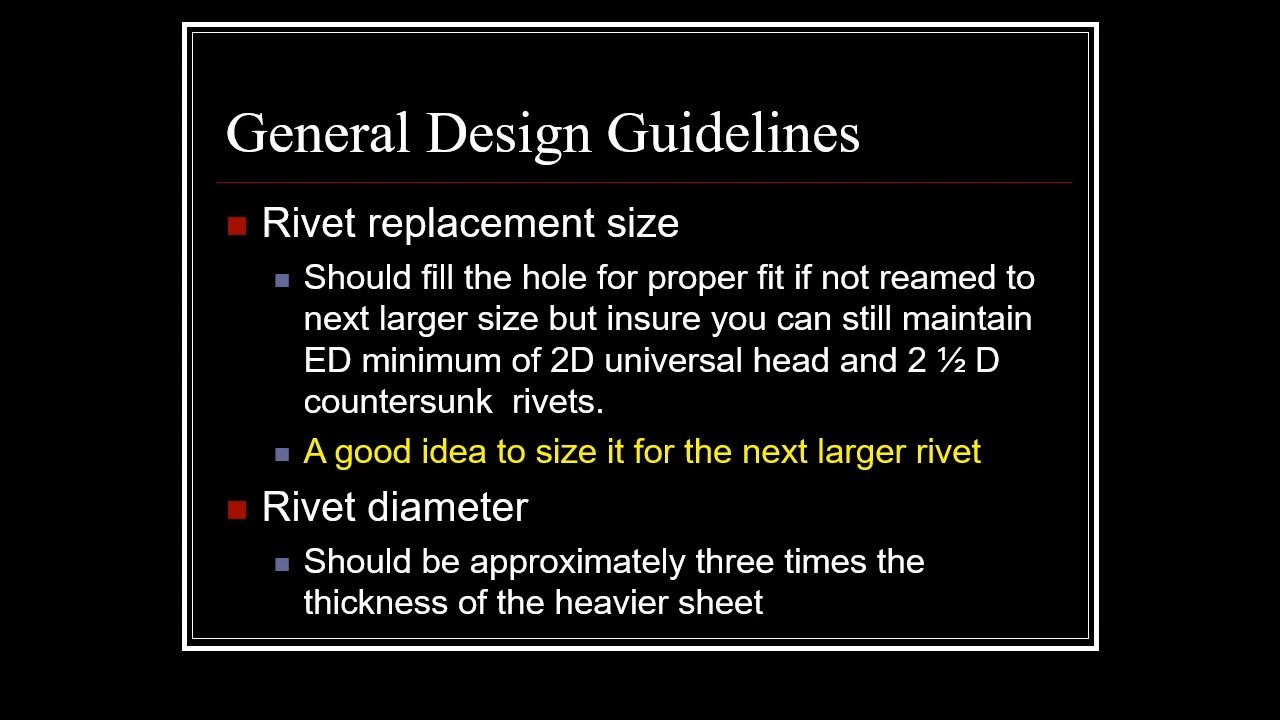 General Design Guidelines
Rivet replacement size
Should fill the hole for proper fit if not reamed to
next larger size but insure you can still maintain
ED minimum of 2D universal head and 2 ½ D
countersunk  rivets.
A good idea to size it for the next larger rivet
Rivet diameter
Should be approximately three times the
thickness of the heavier sheet